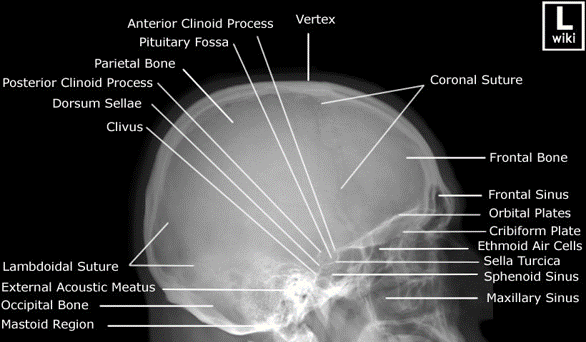 L
wiki
Anterior Clinoid Process
Vertex
Pituitary Fossa
Parietal Bone
Posterior Clinoid Process
Dorsum Sellae
Clivus
Coronal Suture
Frontal Bone
Frontal Sinus
Orbital Plates
Cribiform Plate
Ethmoid Air Cells
Sella Turcica
Sphenoid Sinus
Maxillary Sinus
Lambdoidal Suture
External Acoustic Meatus
Occipital Bone
Mastoid Region